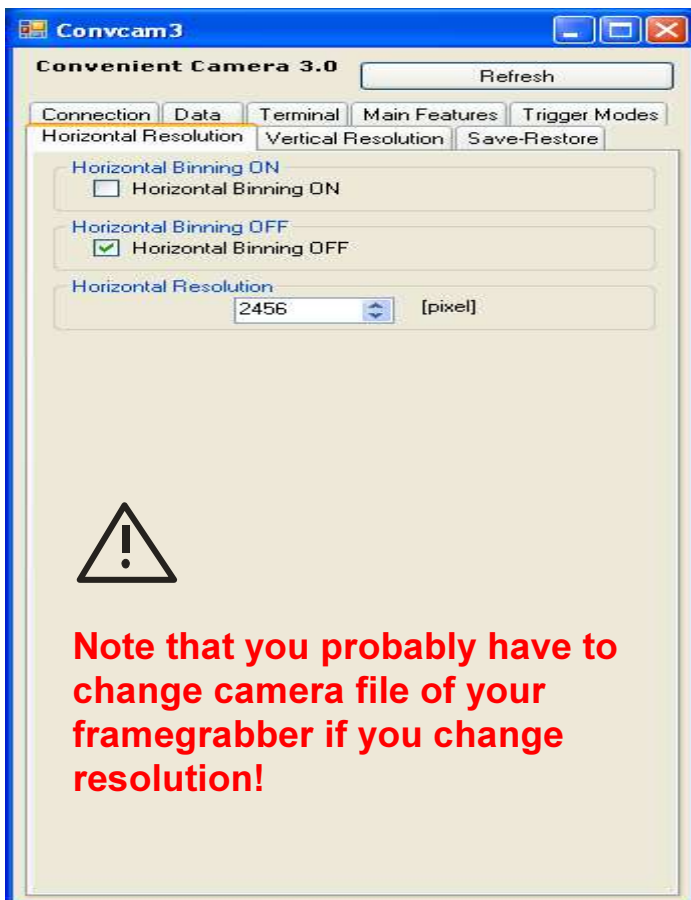 Convcam3
Convenient Camera 3.0
Refresh
Connection Data Terminal Main Features Trigger Modes
Horizontal Resolution Vertical Resolution Save-Restore
Horizontal Binning ON
Horizontal Binning ON
Horizontal Binning OFF
Horizontal Binning OFF
Horizontal Resolution
2456 [pixel]
Note that you probably have to
change camera file of your
framegrabber if you change
resolution!